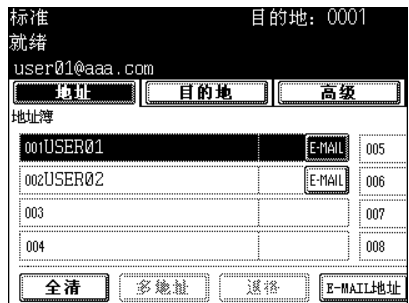 标准 目的地: 0001
就绪
user01@aaa.com
地址 目的地 高级
地址簿
001USER01 E-MAIL 005
002USER02 E-MAIL 006
003 007
004 008
全清 多地址 退格 E-MAIL地址